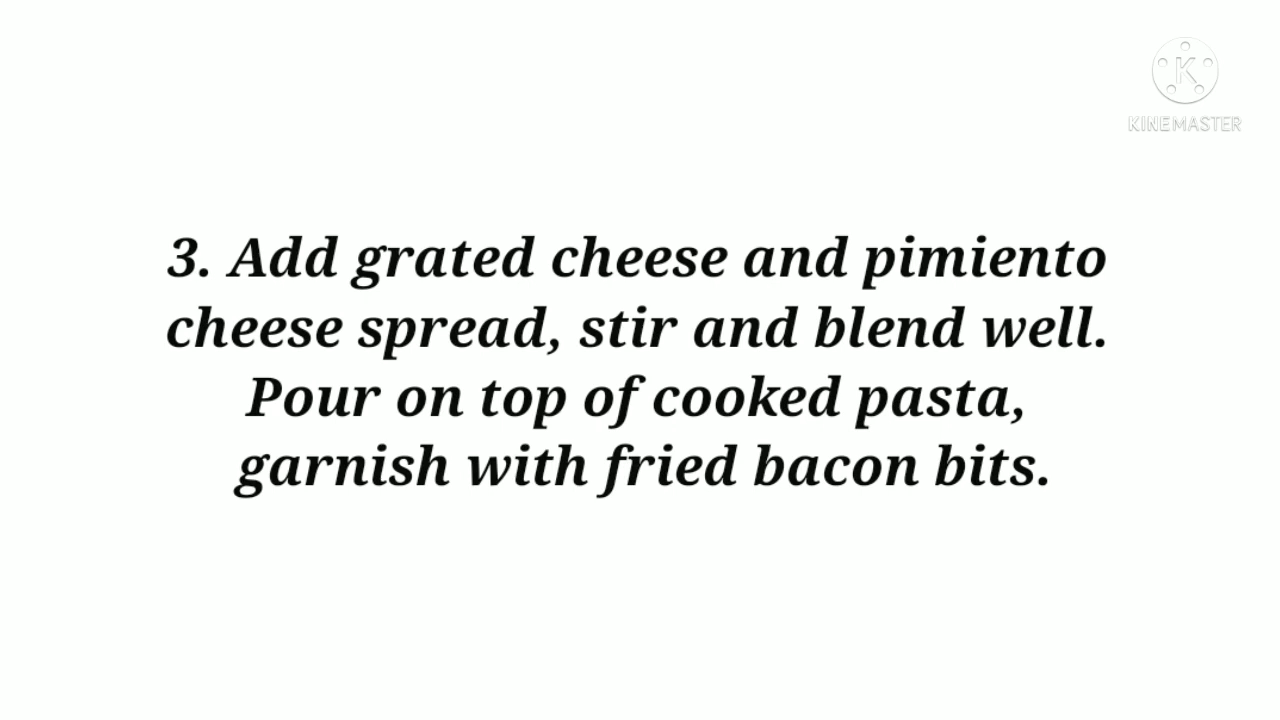 KINEMASTER
3. Add grated cheese and pimiento
cheese spread, stir and blend well.
Pour on top of cooked pasta,
garnish with fried bacon bits.